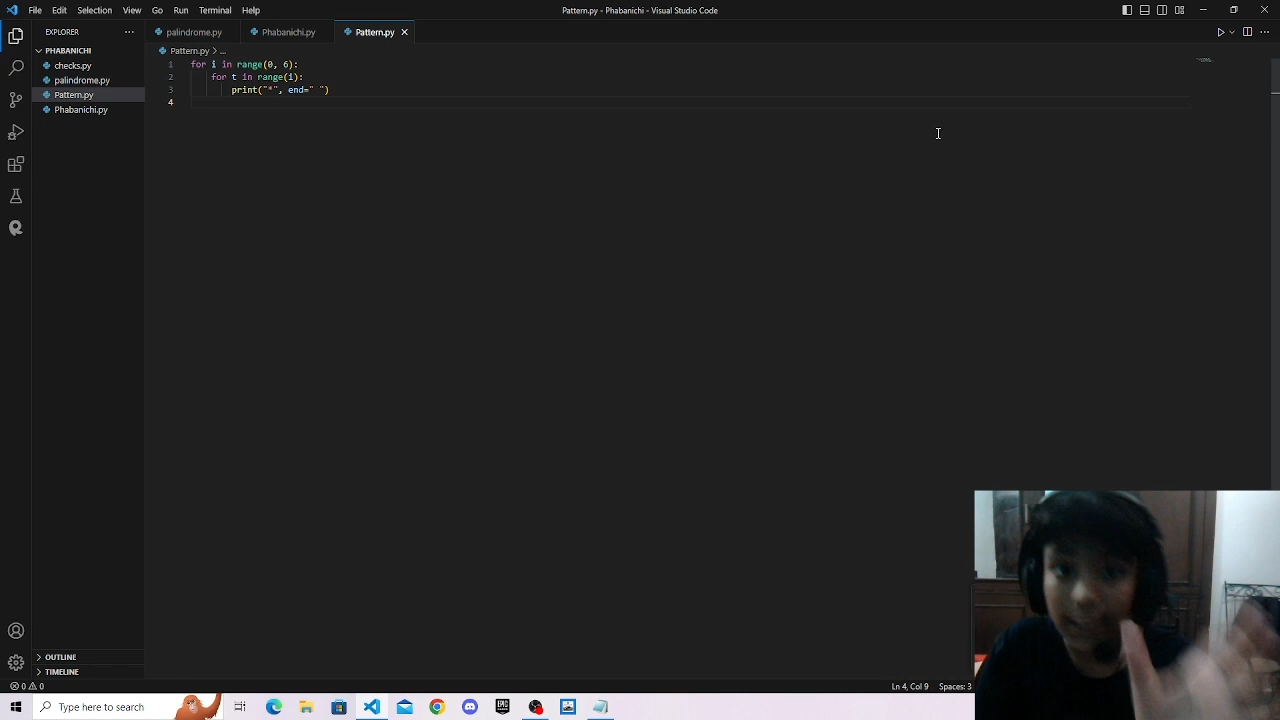 File Edit Selection View Go Run Terminal Help
Pattern.py - Phabanichi - Visual Studio Code
EXPLORER
PHABANICHI
checks.py
palindrome.py
Pattern.py
Phabanichi.py
OUTLINE
TIMELINE
palindrome.py Phabanichi.py Pattern.py
Pattern.py > ...
1 for i in range(0, 6):
2 for t in range(i):
3 print("*", end=" ")
4
0 0
Ln 4, Col 9 Spaces: 3
Type here to search
EPIC